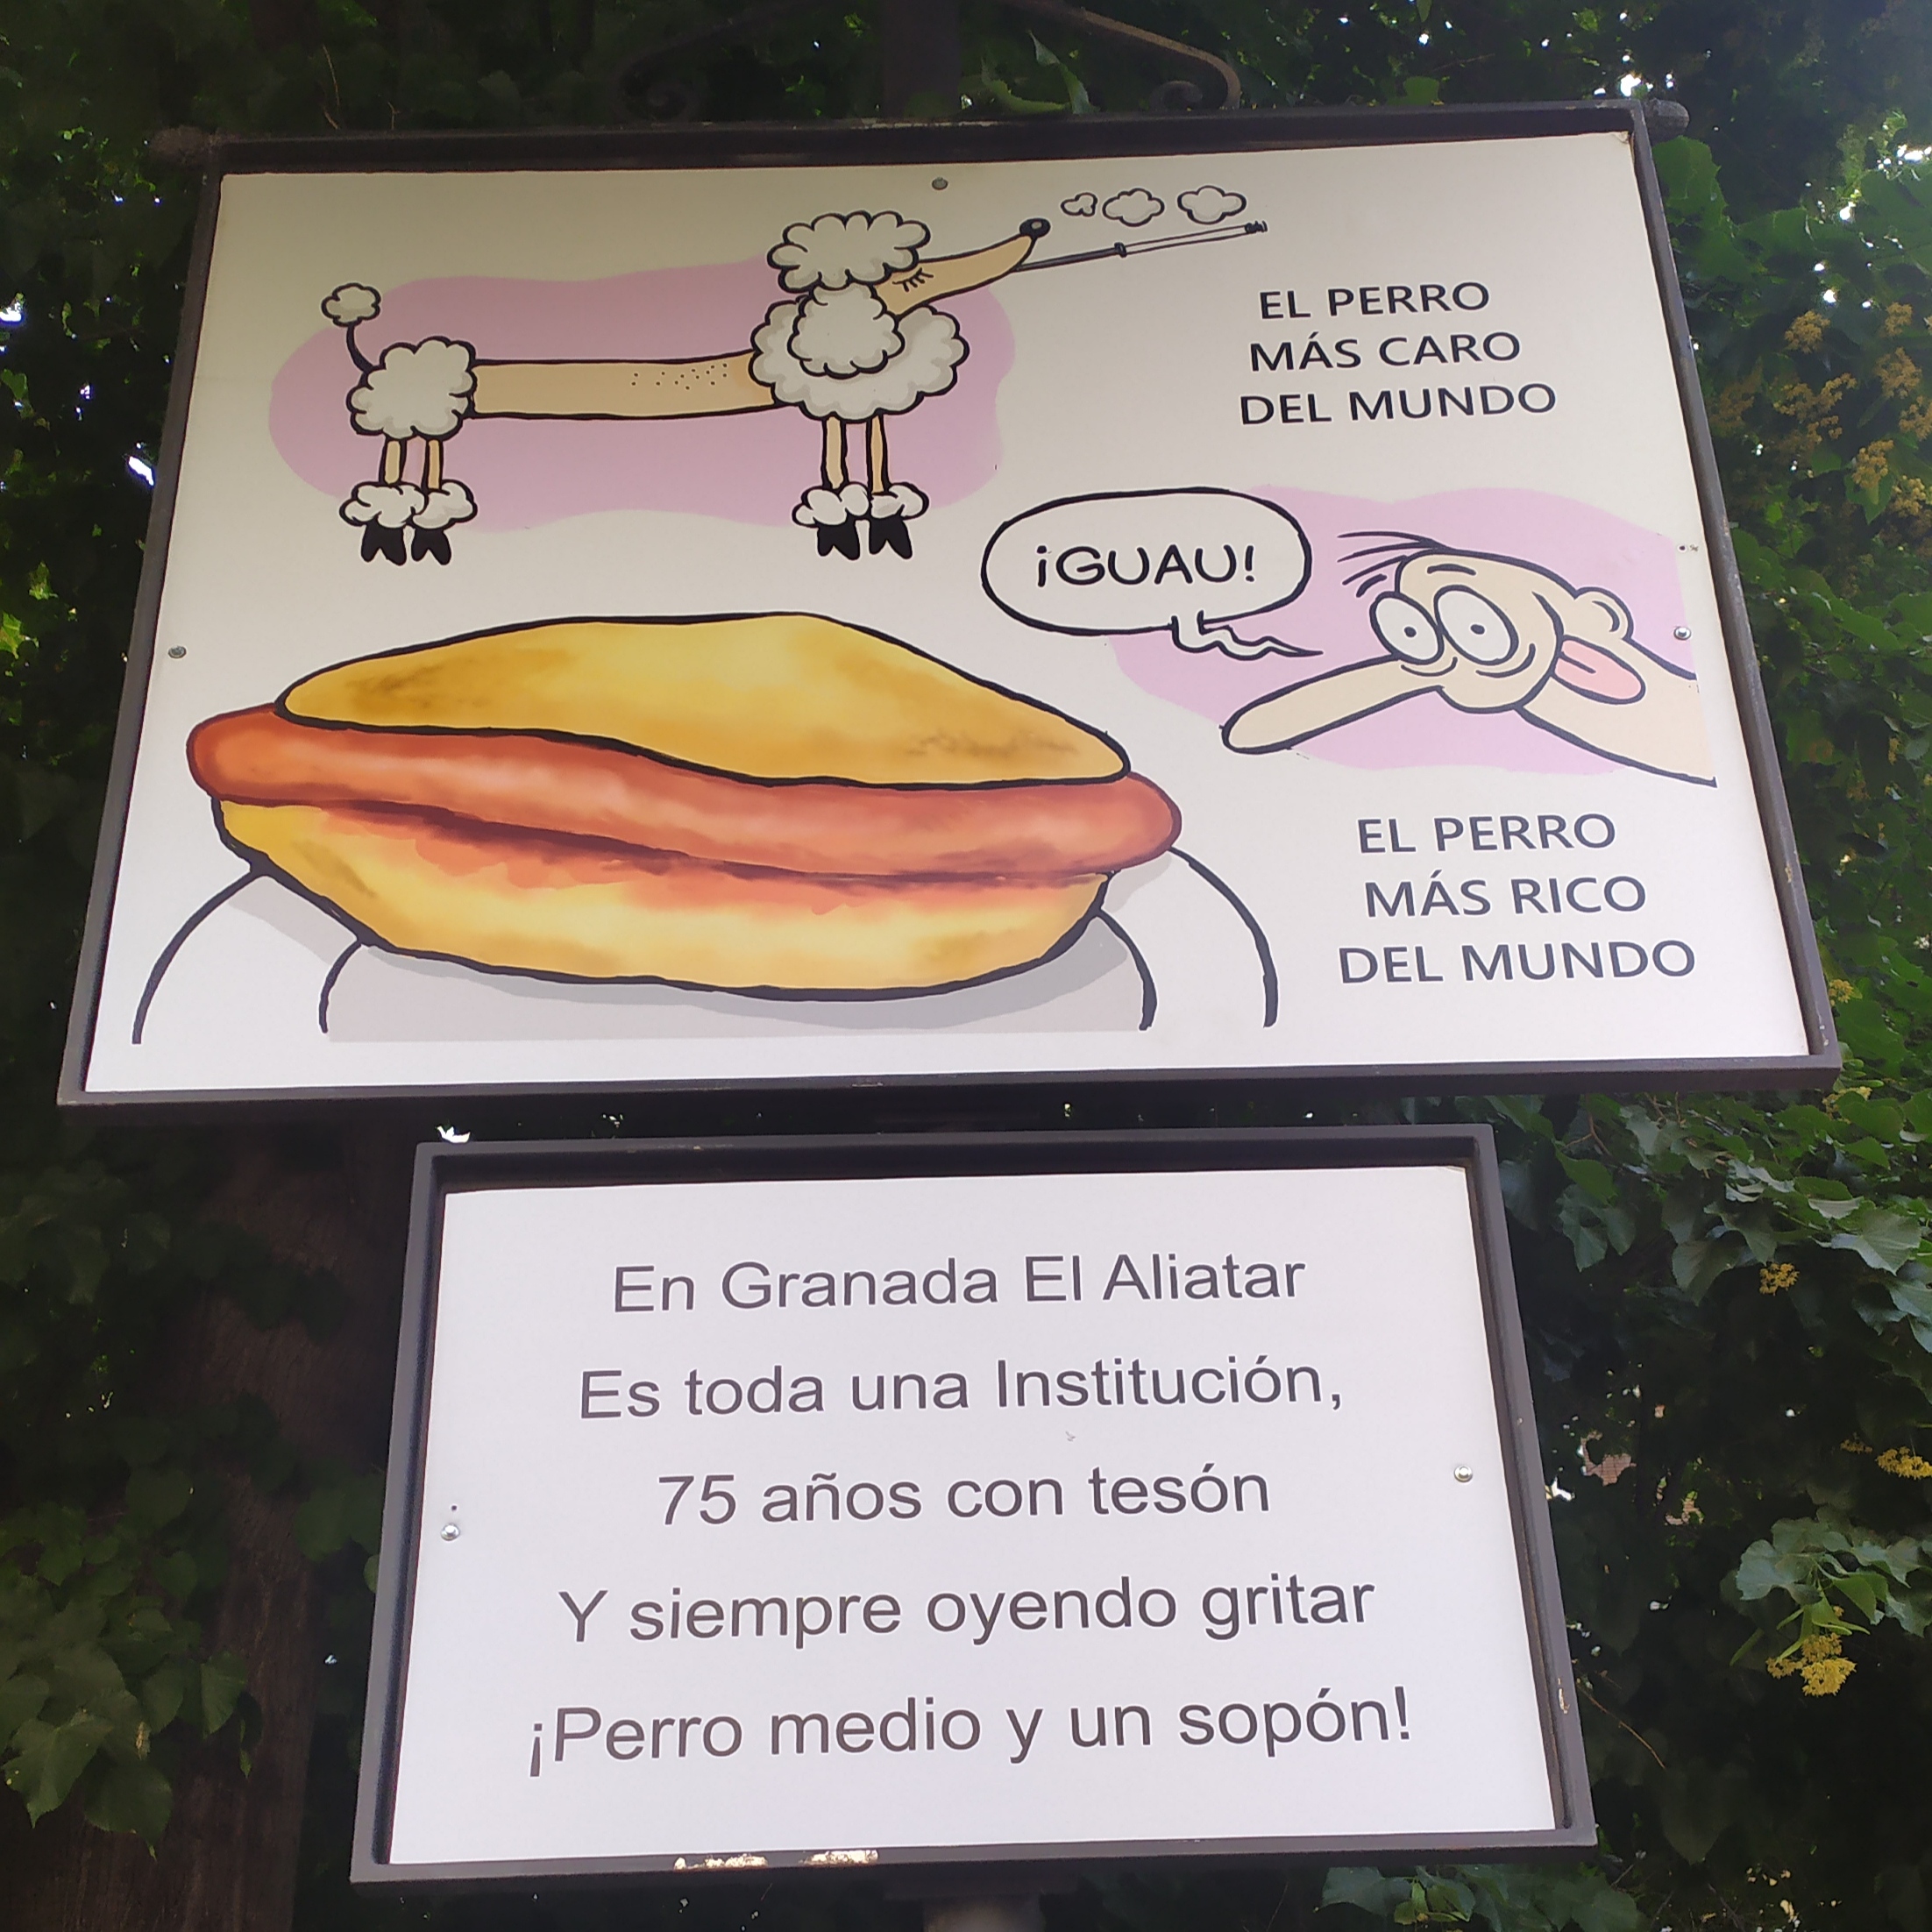 EL PERRO
MÁS CARO
DEL MUNDO
¡GUAU!
EL PERRO
MÁS RICO
DEL MUNDO
En Granada El Aliatar
Es toda una Institución,
75 años con tesón
Y siempre oyendo gritar
¡Perro medio y un sopón!